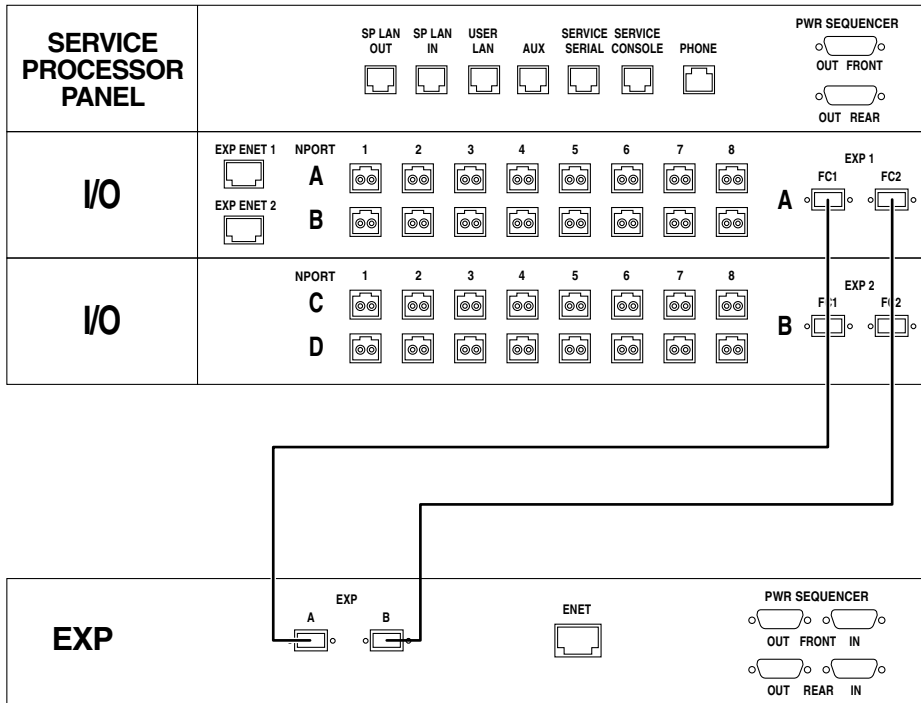 SERVICE
PROCESSOR
PANEL
SP LAN OUT
SP LAN IN
USER LAN
AUX
SERVICE SERIAL
SERVICE CONSOLE
PHONE
PWR SEQUENCER
OUT FRONT
OUT REAR
I/O
EXP ENET 1
EXP ENET 2
NPORT 1 2 3 4 5 6 7 8
A
B
EXP 1
FC1 FC2
A
I/O
NPORT 1 2 3 4 5 6 7 8
C
D
EXP 2
FC1 FC2
B
EXP
EXP
A B
ENET
PWR SEQUENCER
OUT FRONT IN
OUT REAR IN